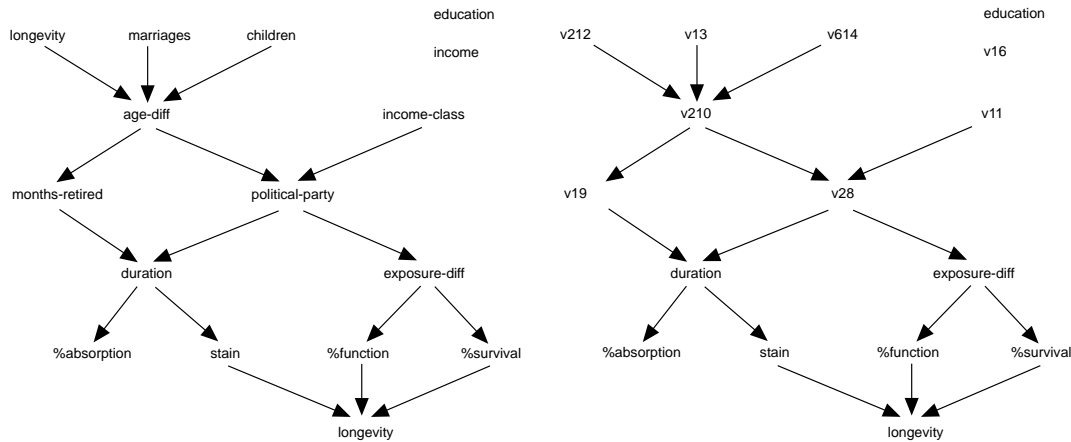 education
longevity marriages children
income
age-diff income-class
months-retired political-party
duration exposure-diff
%absorption stain %function %survival
longevity
education
v212 v13 v614
v16
v210 v11
v19 v28
duration exposure-diff
%absorption stain %function %survival
longevity